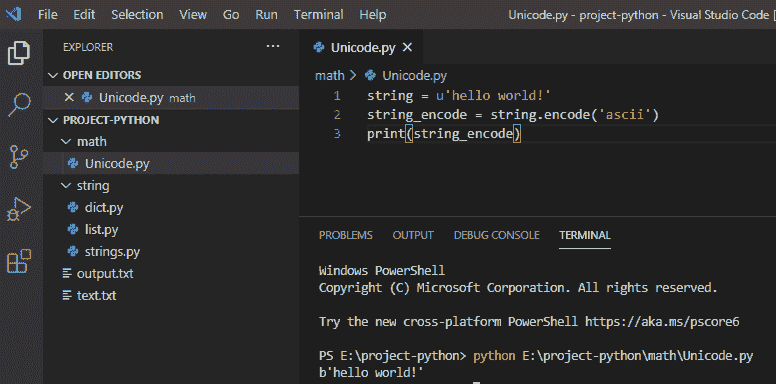 File Edit Selection View Go Run Terminal Help Unicode.py - project-python - Visual Studio Code [
EXPLORER
OPEN EDITORS
Unicode.py math
PROJECT-PYTHON
math
Unicode.py
string
dict.py
list.py
strings.py
output.txt
text.txt
Unicode.py
math > Unicode.py
1 string = u'hello world!'
2 string_encode = string.encode('ascii')
3 print(string_encode)
PROBLEMS OUTPUT DEBUG CONSOLE TERMINAL
Windows PowerShell
Copyright (C) Microsoft Corporation. All rights reserved.
Try the new cross-platform PowerShell https://aka.ms/pscore6
PS E:\project-python> python E:\project-python\math\Unicode.py
b'hello world!'